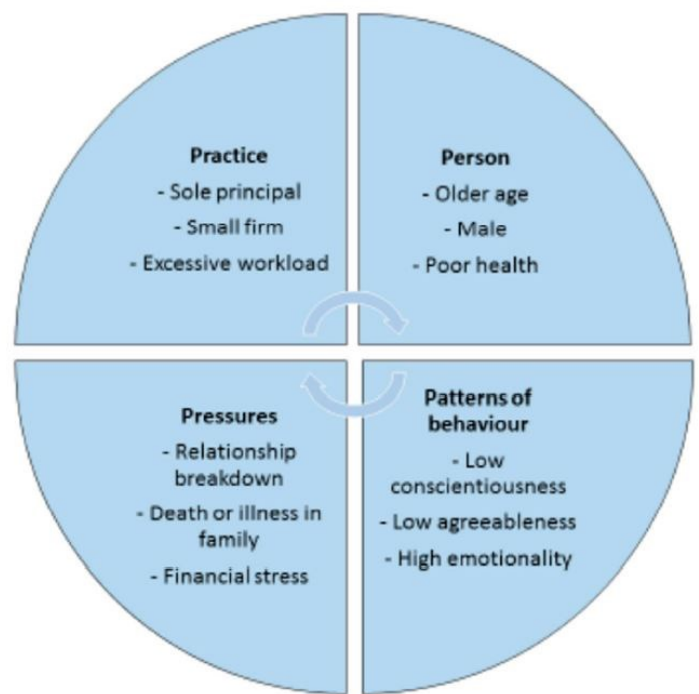 Practice
- Sole principal
- Small firm
- Excessive workload
Person
- Older age
- Male
- Poor health
Pressures
- Relationship
breakdown
- Death or illness in
family
- Financial stress
Patterns of
behaviour
- Low
conscientiousness
- Low agreeableness
- High emotionality